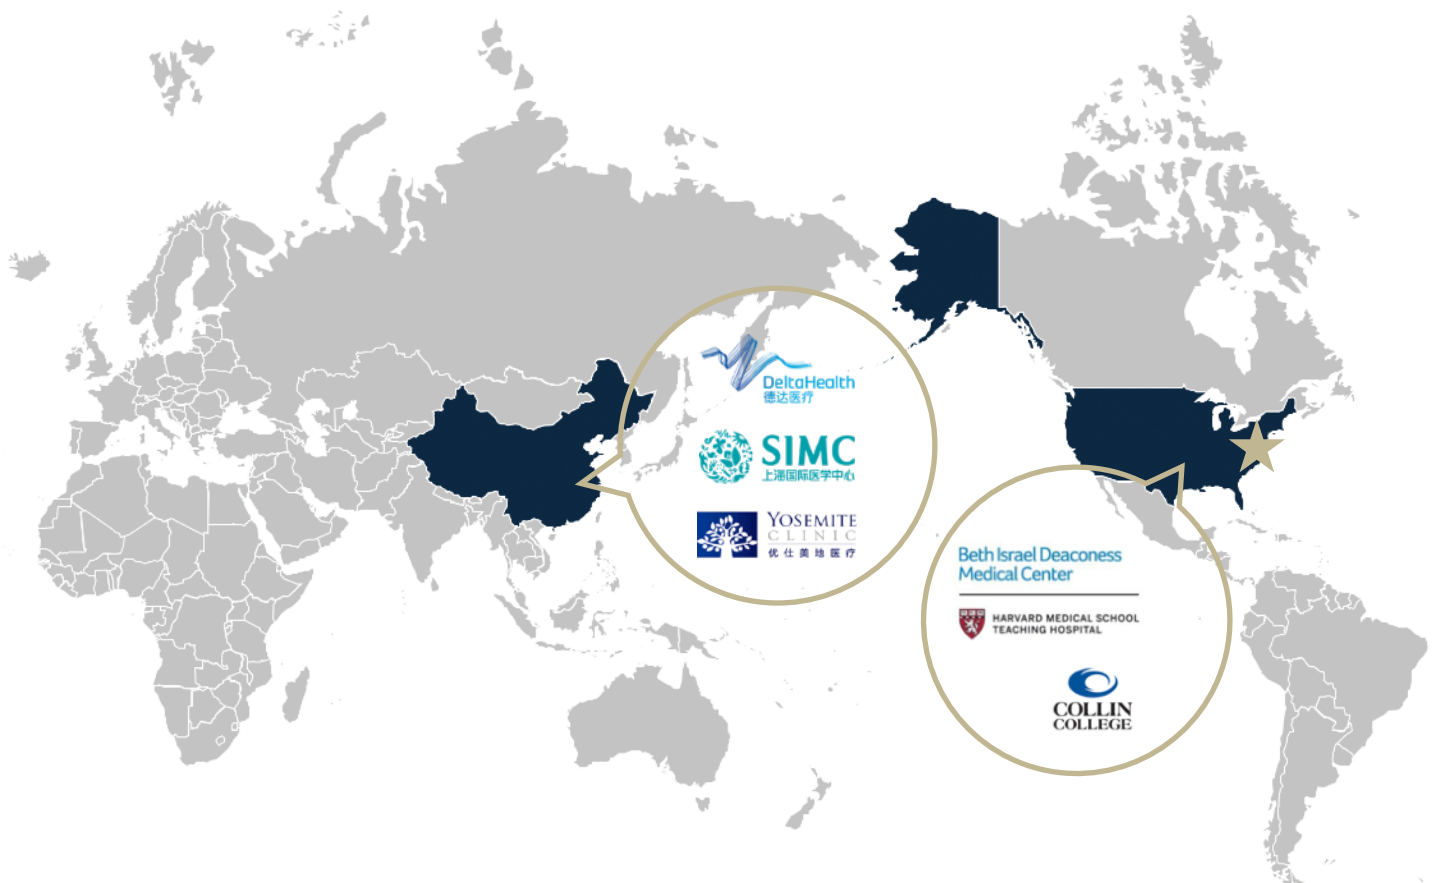 DeltaHealth
德达医疗
SIMC
上海国际医学中心
YOSEMITE
CLINIC
优仕美地医疗
Beth Israel Deaconess
Medical Center
HARVARD MEDICAL SCHOOL
TEACHING HOSPITAL
COLLIN
COLLEGE